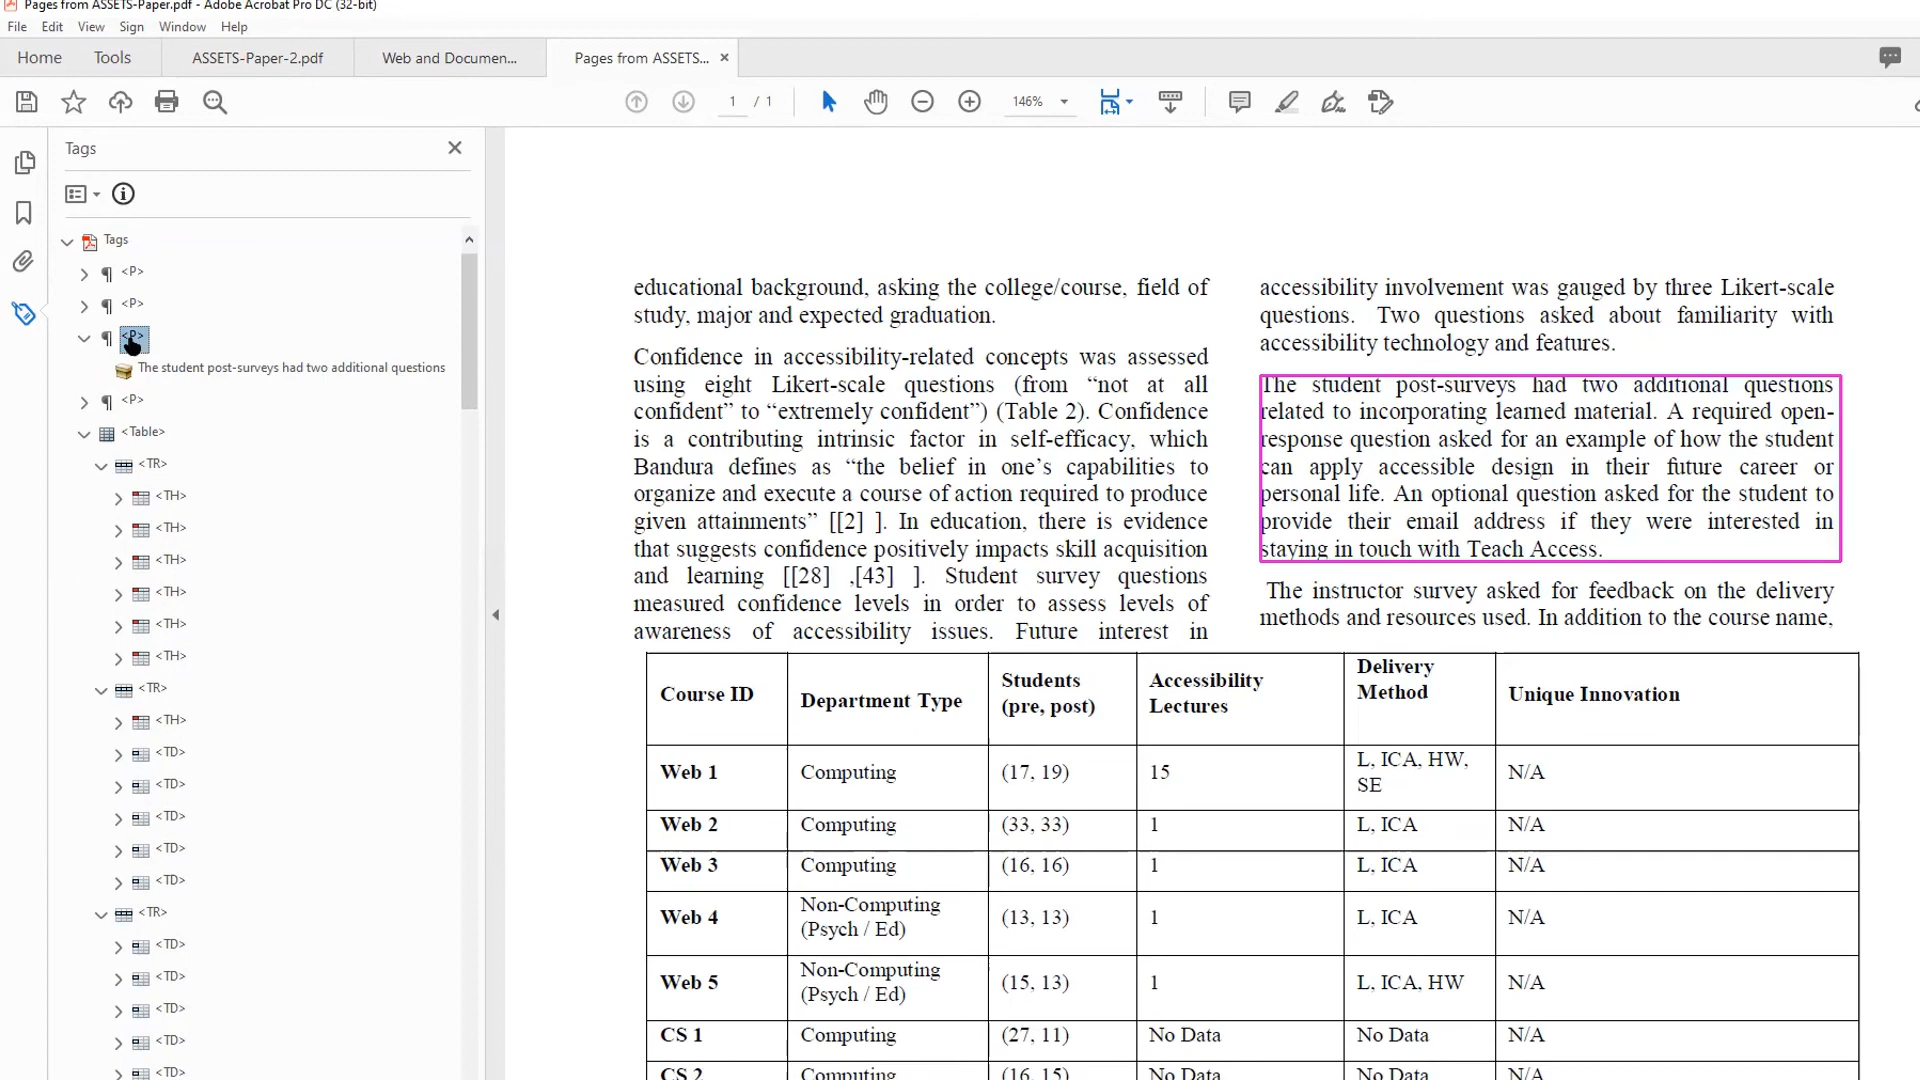 Pages from ASSETS-Paper.pdf - Adobe Acrobat Pro DC (32-bit)
File Edit View Sign Window Help
Home Tools ASSETS-Paper-2.pdf Web and Documen... Pages from ASSETS...
1 / 1 146%
Tags
Tags
<P>
<P>
<P>
The student post-surveys had two additional questions
<P>
<Table>
<TR>
<TH>
<TH>
<TH>
<TH>
<TH>
<TH>
<TR>
<TH>
<TD>
<TD>
<TD>
<TD>
<TD>
<TR>
<TD>
<TD>
<TD>
<TD>
<TD>
educational background, asking the college/course, field of
study, major and expected graduation.
Confidence in accessibility-related concepts was assessed
using eight Likert-scale questions (from “not at all
confident” to “extremely confident”) (Table 2). Confidence
is a contributing intrinsic factor in self-efficacy, which
Bandura defines as “the belief in one’s capabilities to
organize and execute a course of action required to produce
given attainments” [[2] ]. In education, there is evidence
that suggests confidence positively impacts skill acquisition
and learning [[28] ,[43] ]. Student survey questions
measured confidence levels in order to assess levels of
awareness of accessibility issues. Future interest in
accessibility involvement was gauged by three Likert-scale
questions. Two questions asked about familiarity with
accessibility technology and features.
The student post-surveys had two additional questions
related to incorporating learned material. A required open-
response question asked for an example of how the student
can apply accessible design in their future career or
personal life. An optional question asked for the student to
provide their email address if they were interested in
staying in touch with Teach Access.
The instructor survey asked for feedback on the delivery
methods and resources used. In addition to the course name,
Course ID Department Type Students (pre, post) Accessibility Lectures Delivery Method Unique Innovation
Web 1 Computing (17, 19) 15 L, ICA, HW, SE N/A
Web 2 Computing (33, 33) 1 L, ICA N/A
Web 3 Computing (16, 16) 1 L, ICA N/A
Web 4 Non-Computing (Psych / Ed) (13, 13) 1 L, ICA N/A
Web 5 Non-Computing (Psych / Ed) (15, 13) 1 L, ICA, HW N/A
CS 1 Computing (27, 11) No Data No Data N/A
CS 2 Computing (16, 15) No Data No Data N/A